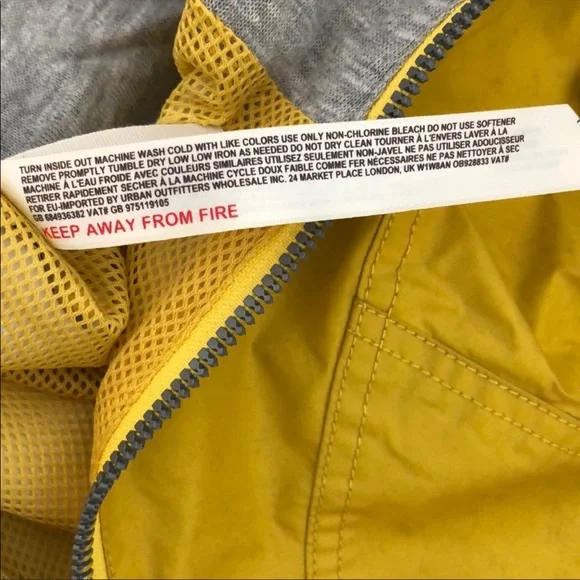 TURN INSIDE OUT MACHINE WASH COLD WITH LIKE COLORS USE ONLY NON-CHLORINE BLEACH DO NOT USE SOFTENER
REMOVE PROMPTLY TUMBLE DRY LOW LOW IRON AS NEEDED DO NOT DRY CLEAN TOURNER À L'ENVERS LAVER À LA
MACHINE À L'EAU FROIDE AVEC COULEURS SIMILAIRES UTILISEZ SEULEMENT NON-JAVEL NE PAS UTILISER ADOUCISSEUR
RETIRER RAPIDEMENT SECHER À LA MACHINE CYCLE DOUX FAIBLE COMME FER NÉCESSAIRE NE PAS NETTOYER À SEC
FOR EU-IMPORTED BY URBAN OUTFITTERS WHOLESALE INC. 24 MARKET PLACE LONDON, UK W1W8AN OB928833 VAT#
GB 684936382 VAT# GB 975119105
KEEP AWAY FROM FIRE